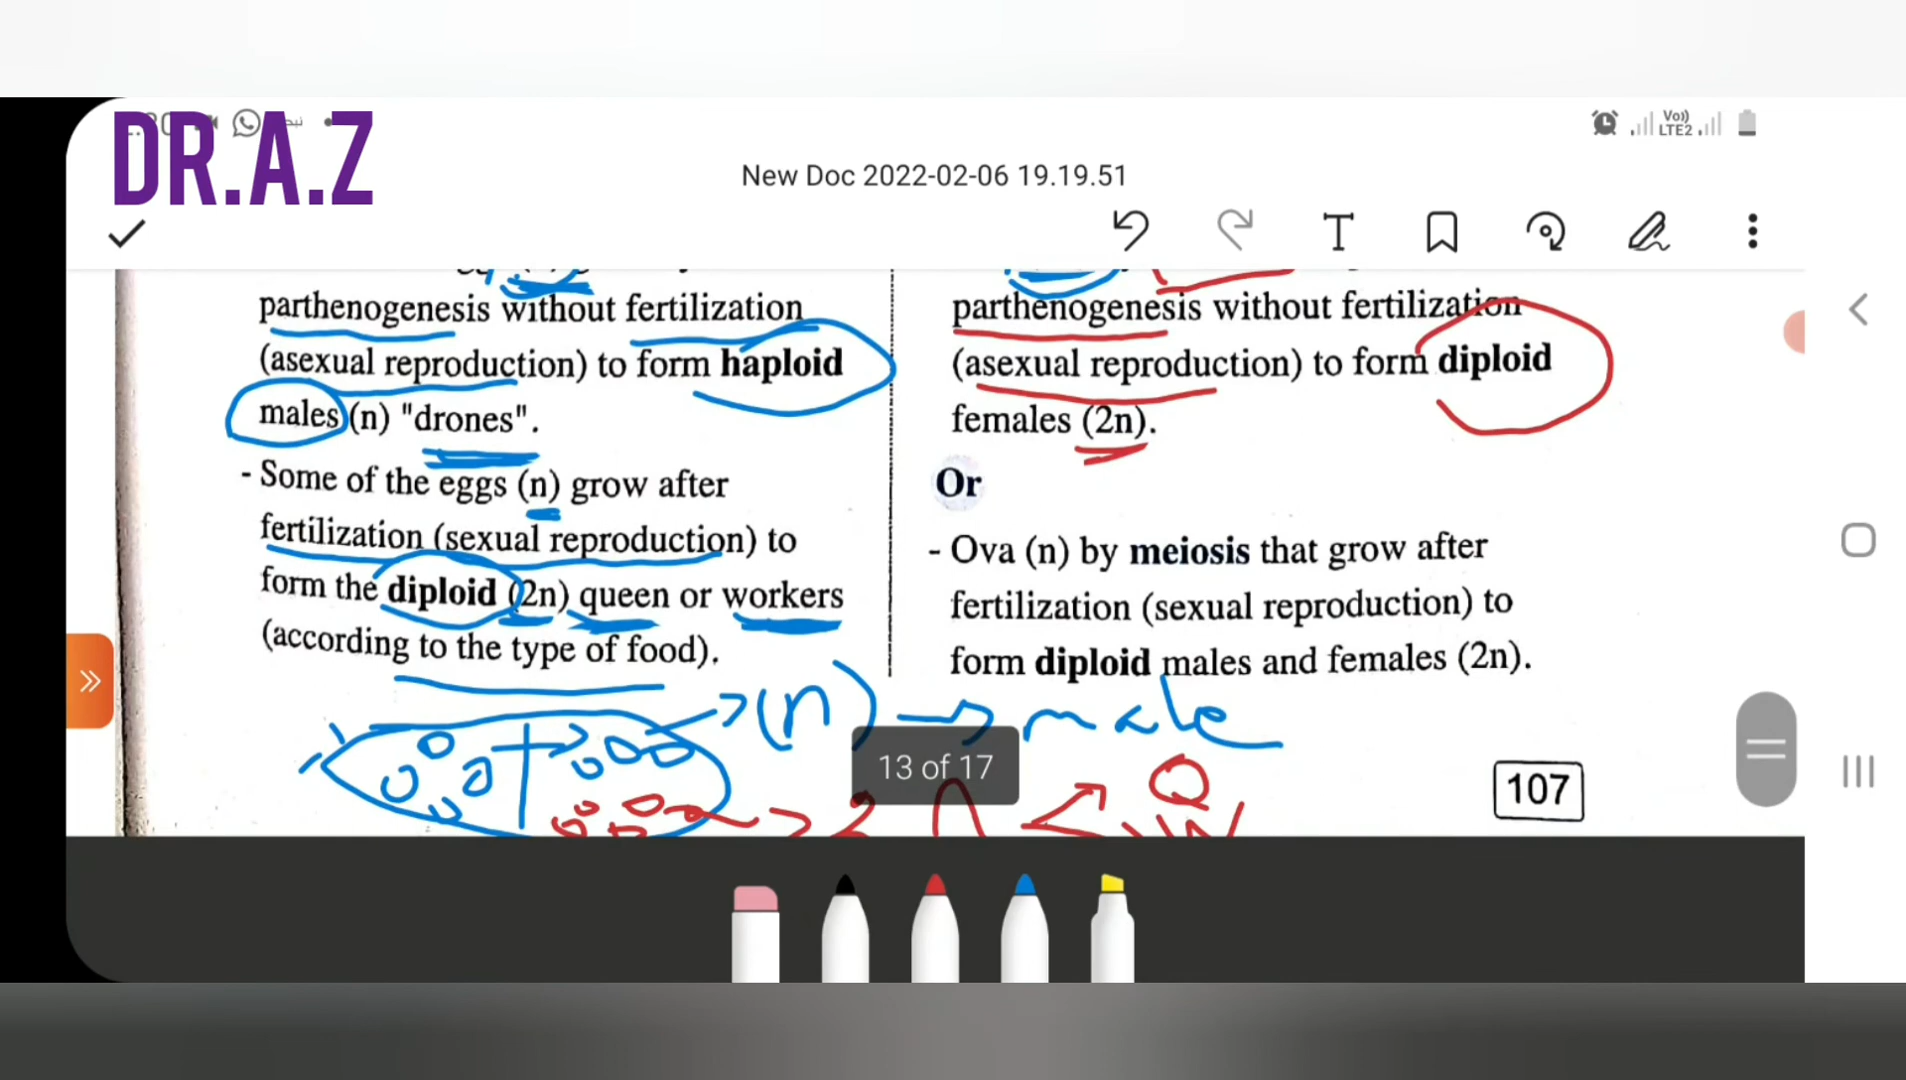 DR.A.Z
Vo))
LTE2
New Doc 2022-02-06 19.19.51
T
parthenogenesis without fertilization
(asexual reproduction) to form haploid
males (n) "drones".
- Some of the eggs (n) grow after
fertilization (sexual reproduction) to
form the diploid (2n) queen or workers
(according to the type of food).
parthenogenesis without fertilization
(asexual reproduction) to form diploid
females (2n).
Or
- Ova (n) by meiosis that grow after
fertilization (sexual reproduction) to
form diploid males and females (2n).
(n) → male
2n
Q
W
13 of 17
107